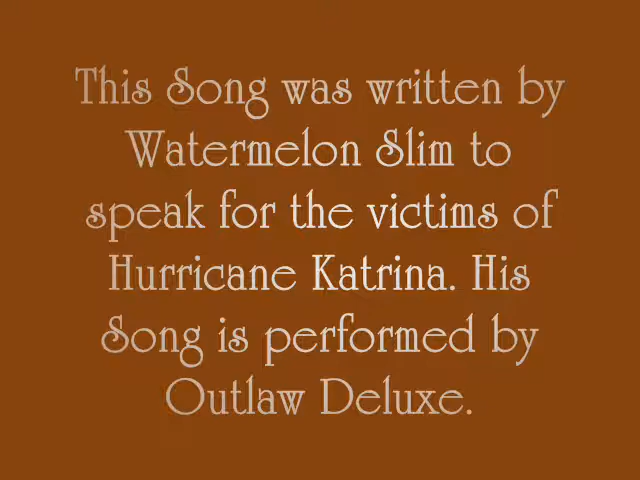 This Song was written by
Watermelon Slim to
speak for the victims of
Hurricane Katrina. His
Song is performed by
Outlaw Deluxe.